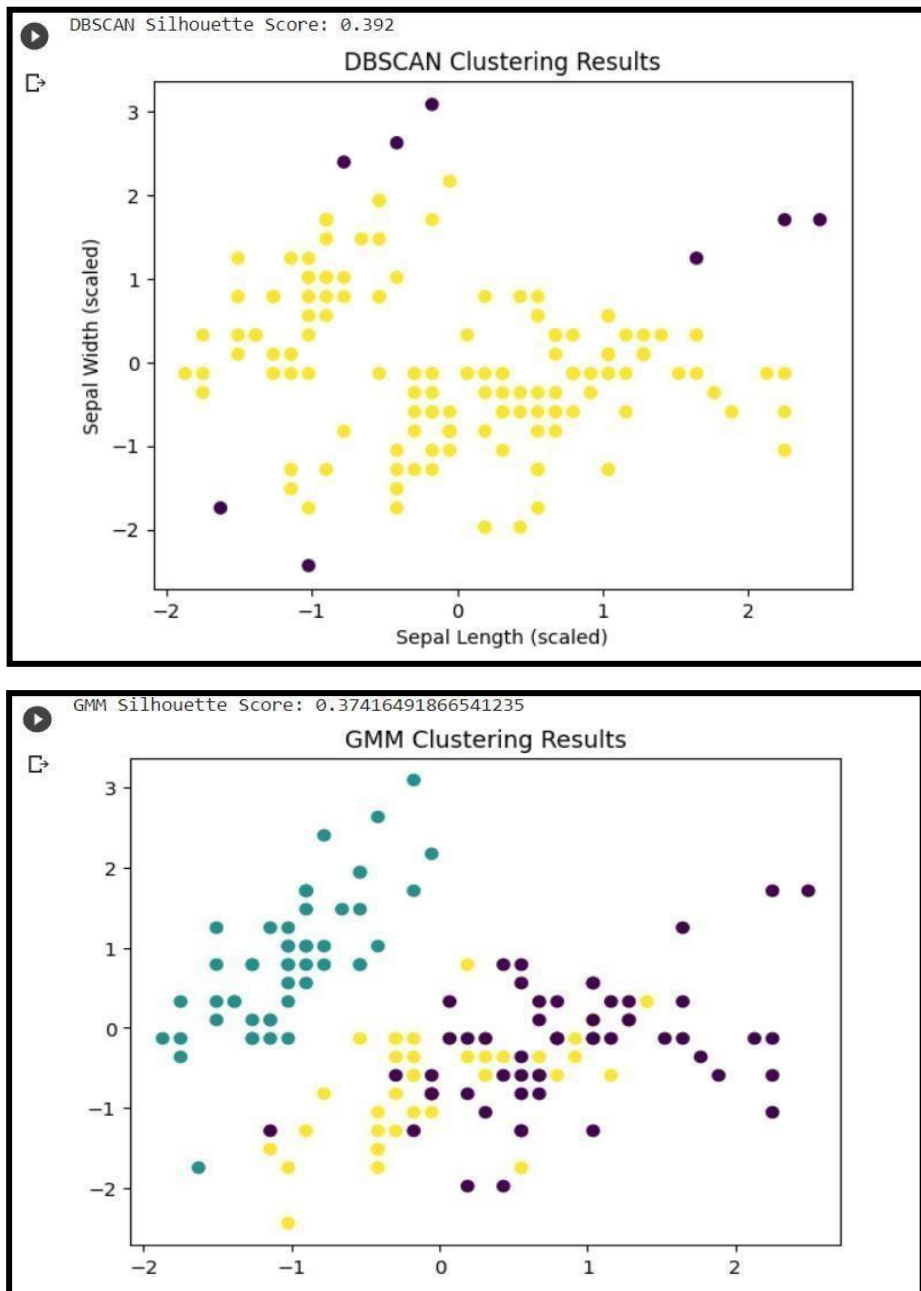 DBSCAN Silhouette Score: 0.392
DBSCAN Clustering Results
3
2
1
0
−1
−2
Sepal Width (scaled)
−2 −1 0 1 2
Sepal Length (scaled)
GMM Silhouette Score: 0.37416491866541235
GMM Clustering Results
3
2
1
0
−1
−2
−2 −1 0 1 2